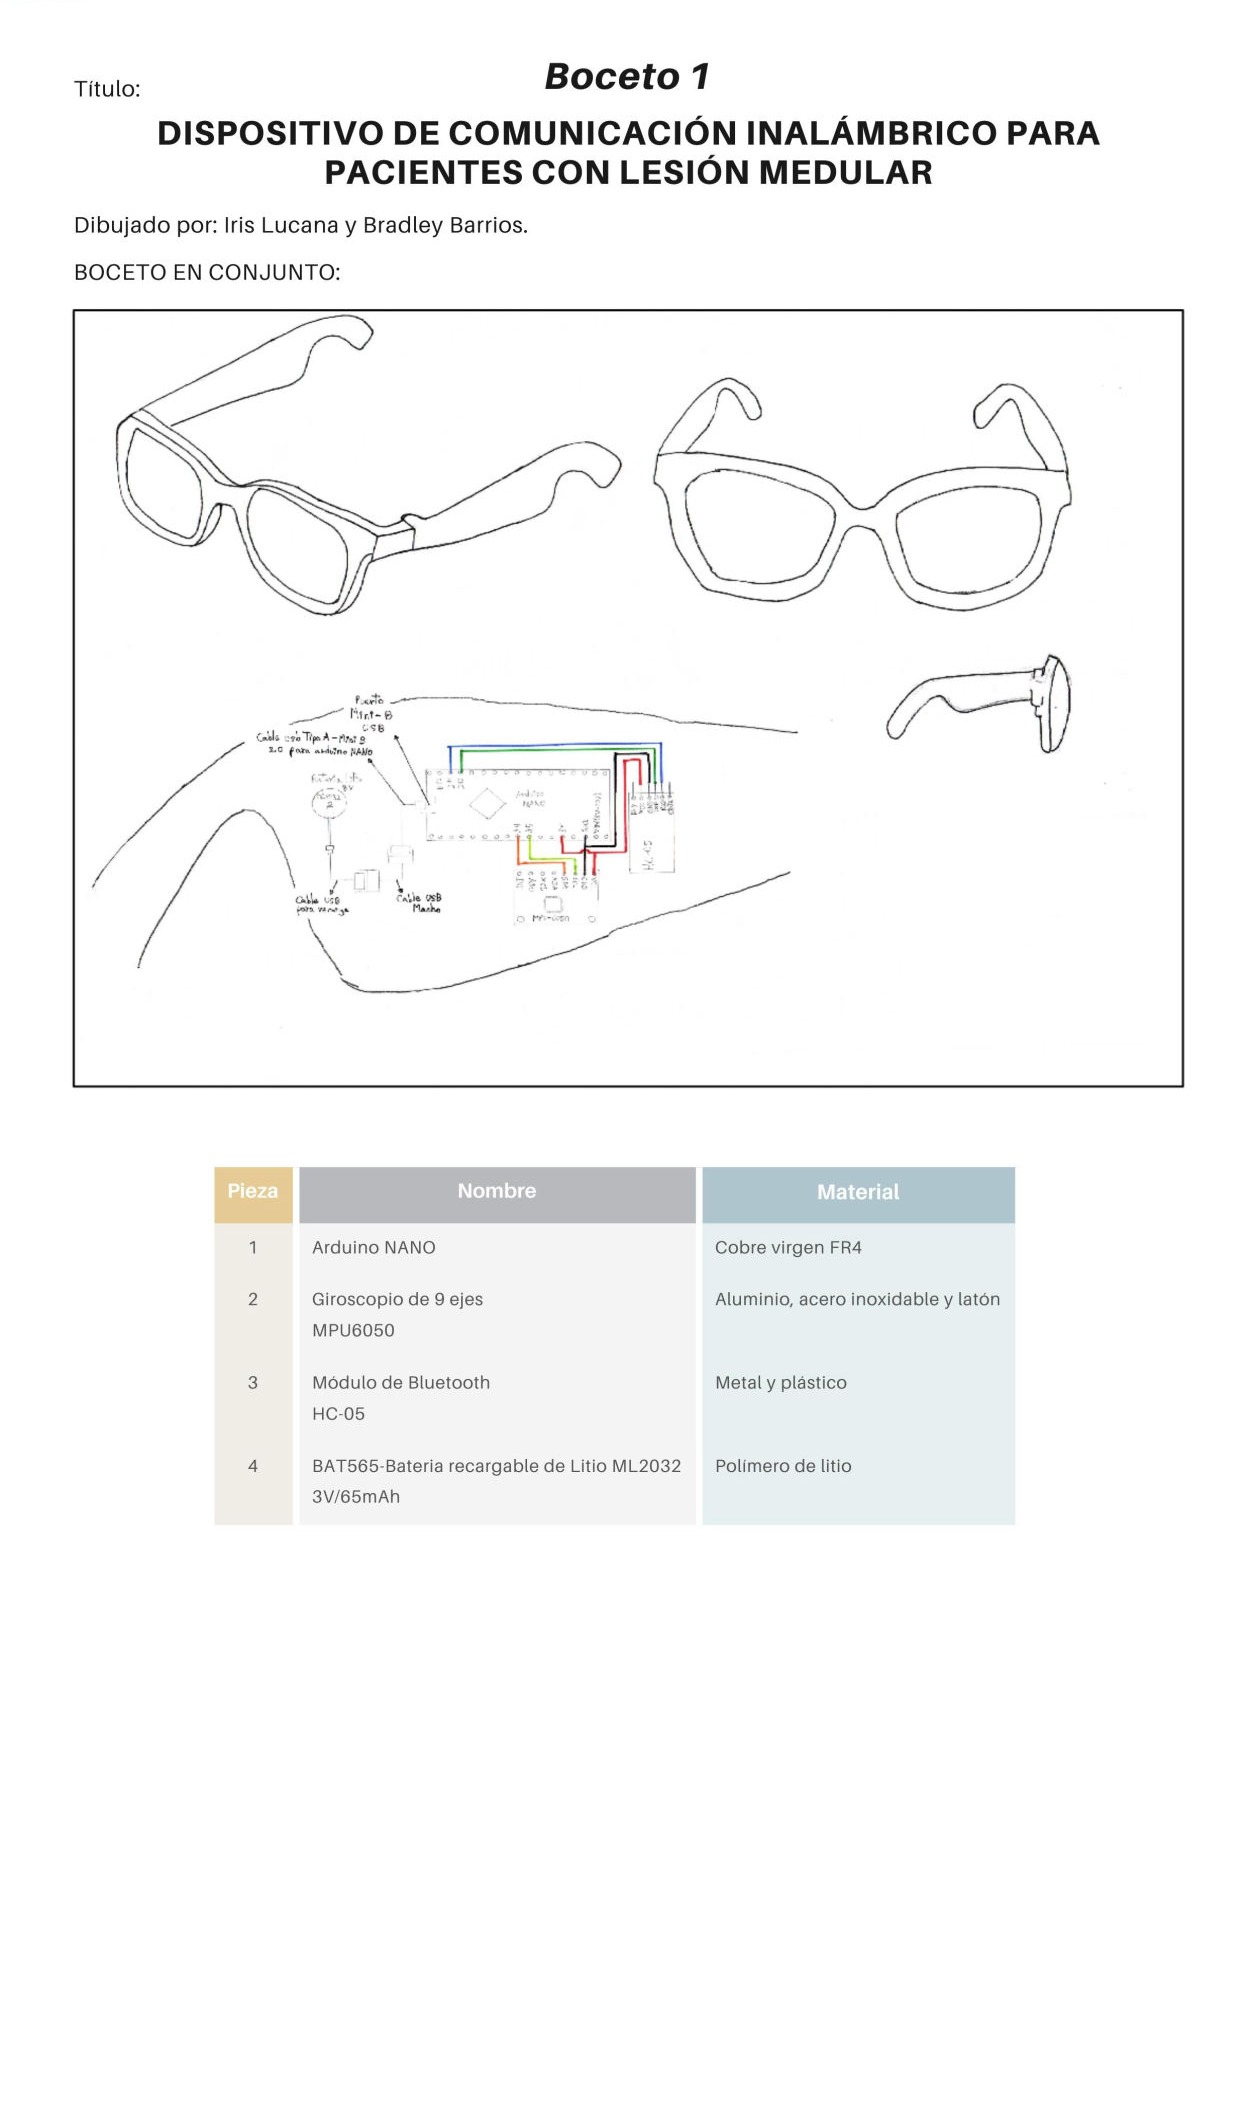 Boceto 1
Título:
DISPOSITIVO DE COMUNICACIÓN INALÁMBRICO PARA
PACIENTES CON LESIÓN MEDULAR
Dibujado por: Iris Lucana y Bradley Barrios.
BOCETO EN CONJUNTO:
Puerto
Mini-B
USB
Cable USB Tipo A-Mini B
2.0 para arduino NANO
Arduino
NANO
HC-05
Cable USB
para
Cable USB
Macho
Pieza
Nombre
Material
1
Arduino NANO
Cobre virgen FR4
2
Giroscopio de 9 ejes
MPU6050
Aluminio, acero inoxidable y latón
3
Módulo de Bluetooth
HC-05
Metal y plástico
4
BAT565-Bateria recargable de Litio ML2032
3V/65mAh
Polímero de litio